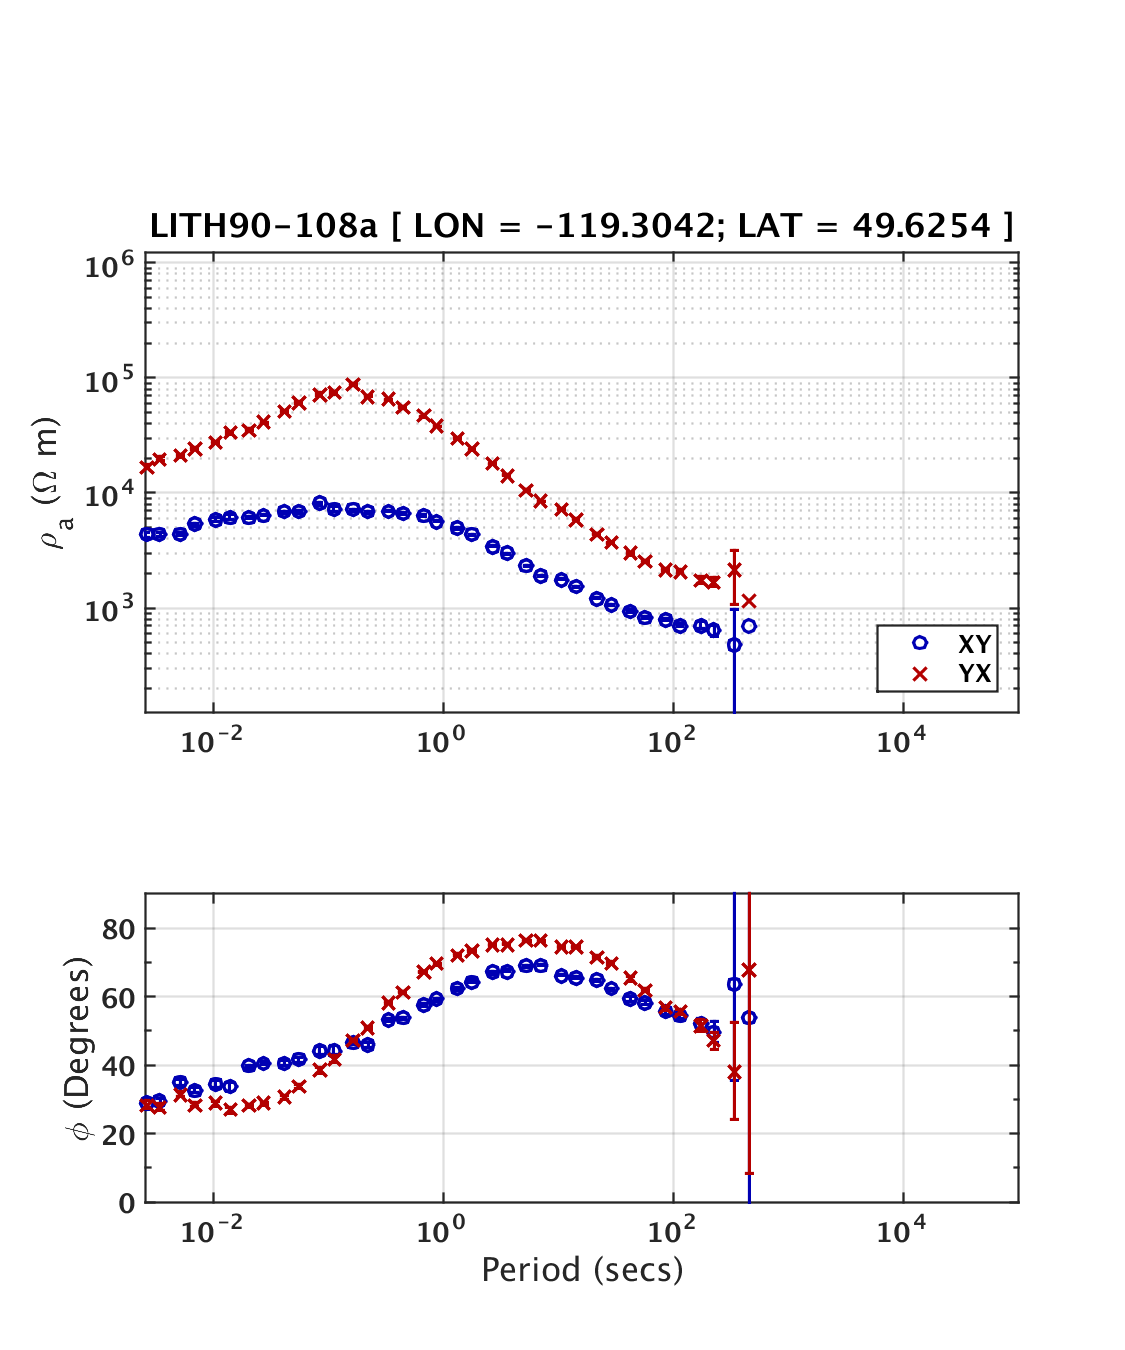 LITH90-108a [ LON = -119.3042; LAT = 49.6254 ]
ρa (Ω m)
10^6
10^5
10^4
10^3
XY
YX
10^-2 10^0 10^2 10^4
ϕ (Degrees)
80
60
40
20
0
10^-2 10^0 10^2 10^4
Period (secs)